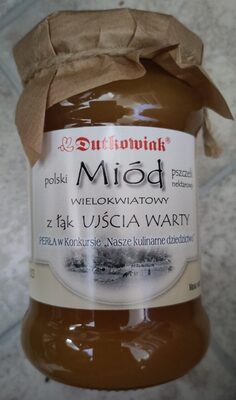 Dutkowiak®
polski Miód pszczeli
nektarowy
WIELOKWIATOWY
z łąk UJŚCIA WARTY
PERŁA w Konkursie „Nasze kulinarne dziedzictwo"